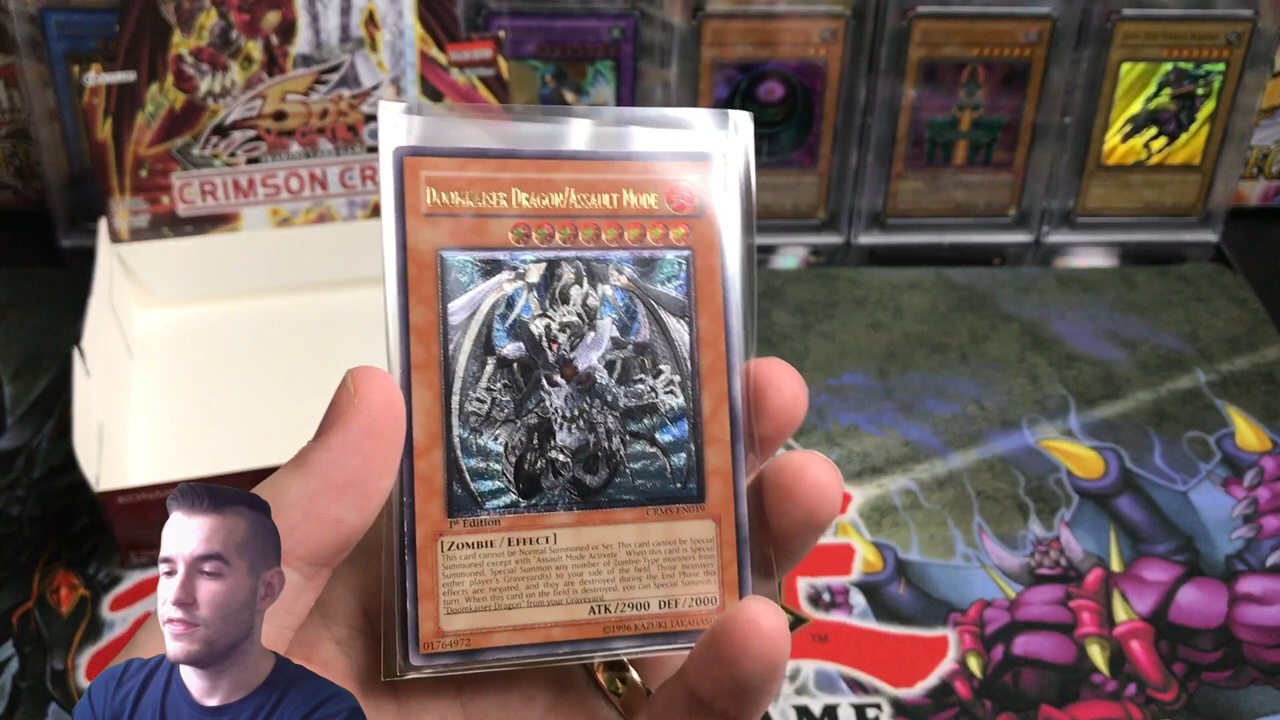 5D's
CRIMSON CR
DOOMKAISER DRAGON/ASSAULT MODE
1st Edition
CRMS-EN019
[ZOMBIE / EFFECT]
This card cannot be Normal Summoned or Set. This card cannot be Special
Summoned except with "Assault Mode Activate". When this card is Special
Summoned, Special Summon any number of Zombie-Type monsters from
either player's Graveyard(s) to your side of the field. Those monsters'
effects are negated, and they are destroyed during the End Phase this
turn. When this card on the field is destroyed, you can Special Summon 1
"Doomkaiser Dragon" from your Graveyard.
ATK/2900 DEF/2000
01764972
©1996 KAZUKI TAKAHASHI
KONAMI
TM
AME